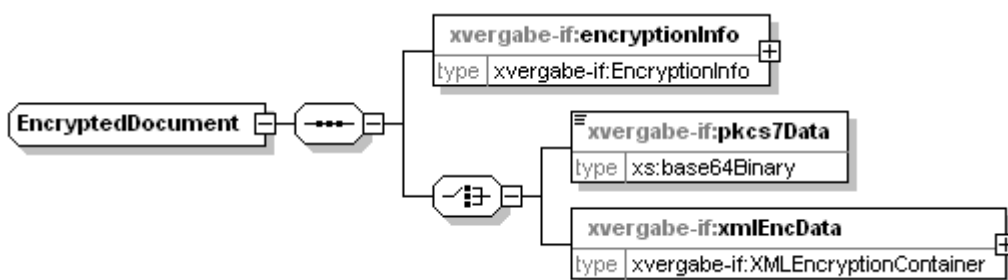 xvergabe-if:encryptionInfo
type xvergabe-if:EncryptionInfo
EncryptedDocument
xvergabe-if:pkcs7Data
type xs:base64Binary
xvergabe-if:xmlEncData
type xvergabe-if:XMLEncryptionContainer